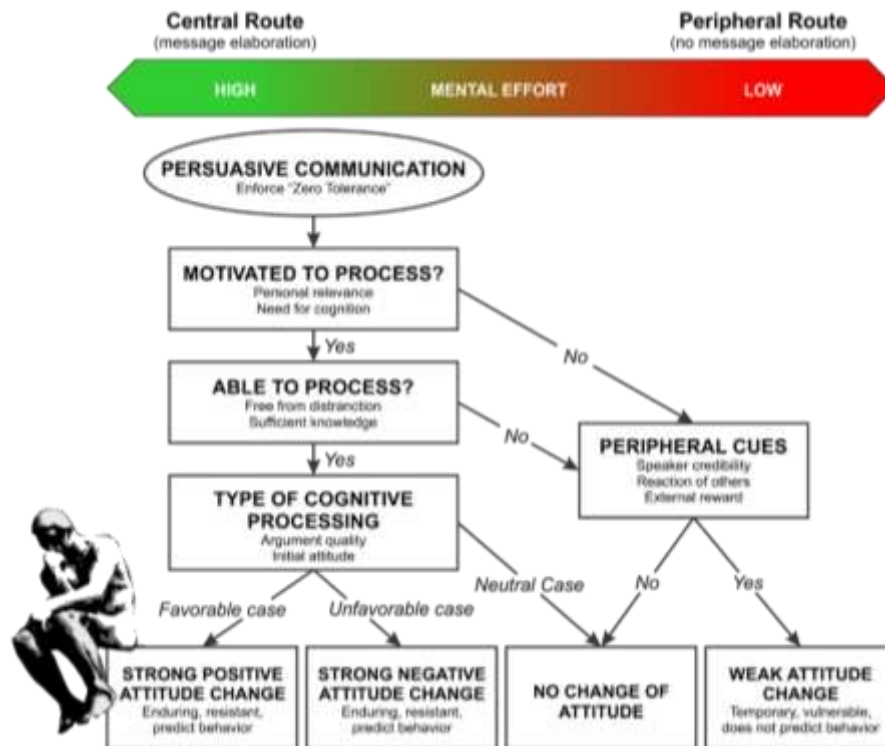 Central Route
(message elaboration)
Peripheral Route
(no message elaboration)
HIGH
MENTAL EFFORT
LOW
PERSUASIVE COMMUNICATION
Enforce "Zero Tolerance"
MOTIVATED TO PROCESS?
Personal relevance
Need for cognition
No
Yes
ABLE TO PROCESS?
Free from distranction
Sufficient knowledge
No
PERIPHERAL CUES
Speaker credibility
Reaction of others
External reward
Yes
TYPE OF COGNITIVE
PROCESSING
Argument quality
Initial attitude
Favorable case
Unfavorable case
Neutral Case
No
Yes
STRONG POSITIVE
ATTITUDE CHANGE
Enduring, resistant,
predict behavior
STRONG NEGATIVE
ATTITUDE CHANGE
Enduring, resistant,
predict behavior
NO CHANGE OF
ATTITUDE
WEAK ATTITUDE
CHANGE
Temporary, vulnerable,
does not predict behavior